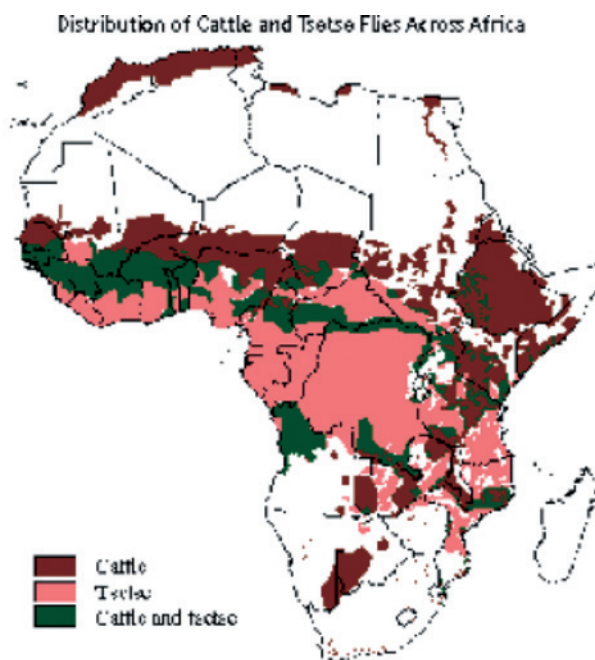 Distribution of Cattle and Tsetse Flies Across Africa
Cattle
Tsetse
Cattle and tsetse